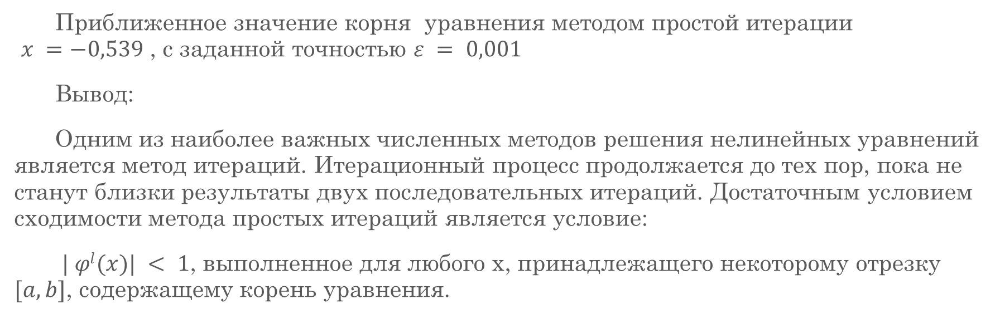 Приближенное значение корня уравнения методом простой итерации
x = −0,539 , с заданной точностью ε = 0,001
Вывод:
Одним из наиболее важных численных методов решения нелинейных уравнений
является метод итераций. Итерационный процесс продолжается до тех пор, пока не
станут близки результаты двух последовательных итераций. Достаточным условием
сходимости метода простых итераций является условие:
| φˡ(x)| < 1, выполненное для любого x, принадлежащего некоторому отрезку
[a, b], содержащему корень уравнения.